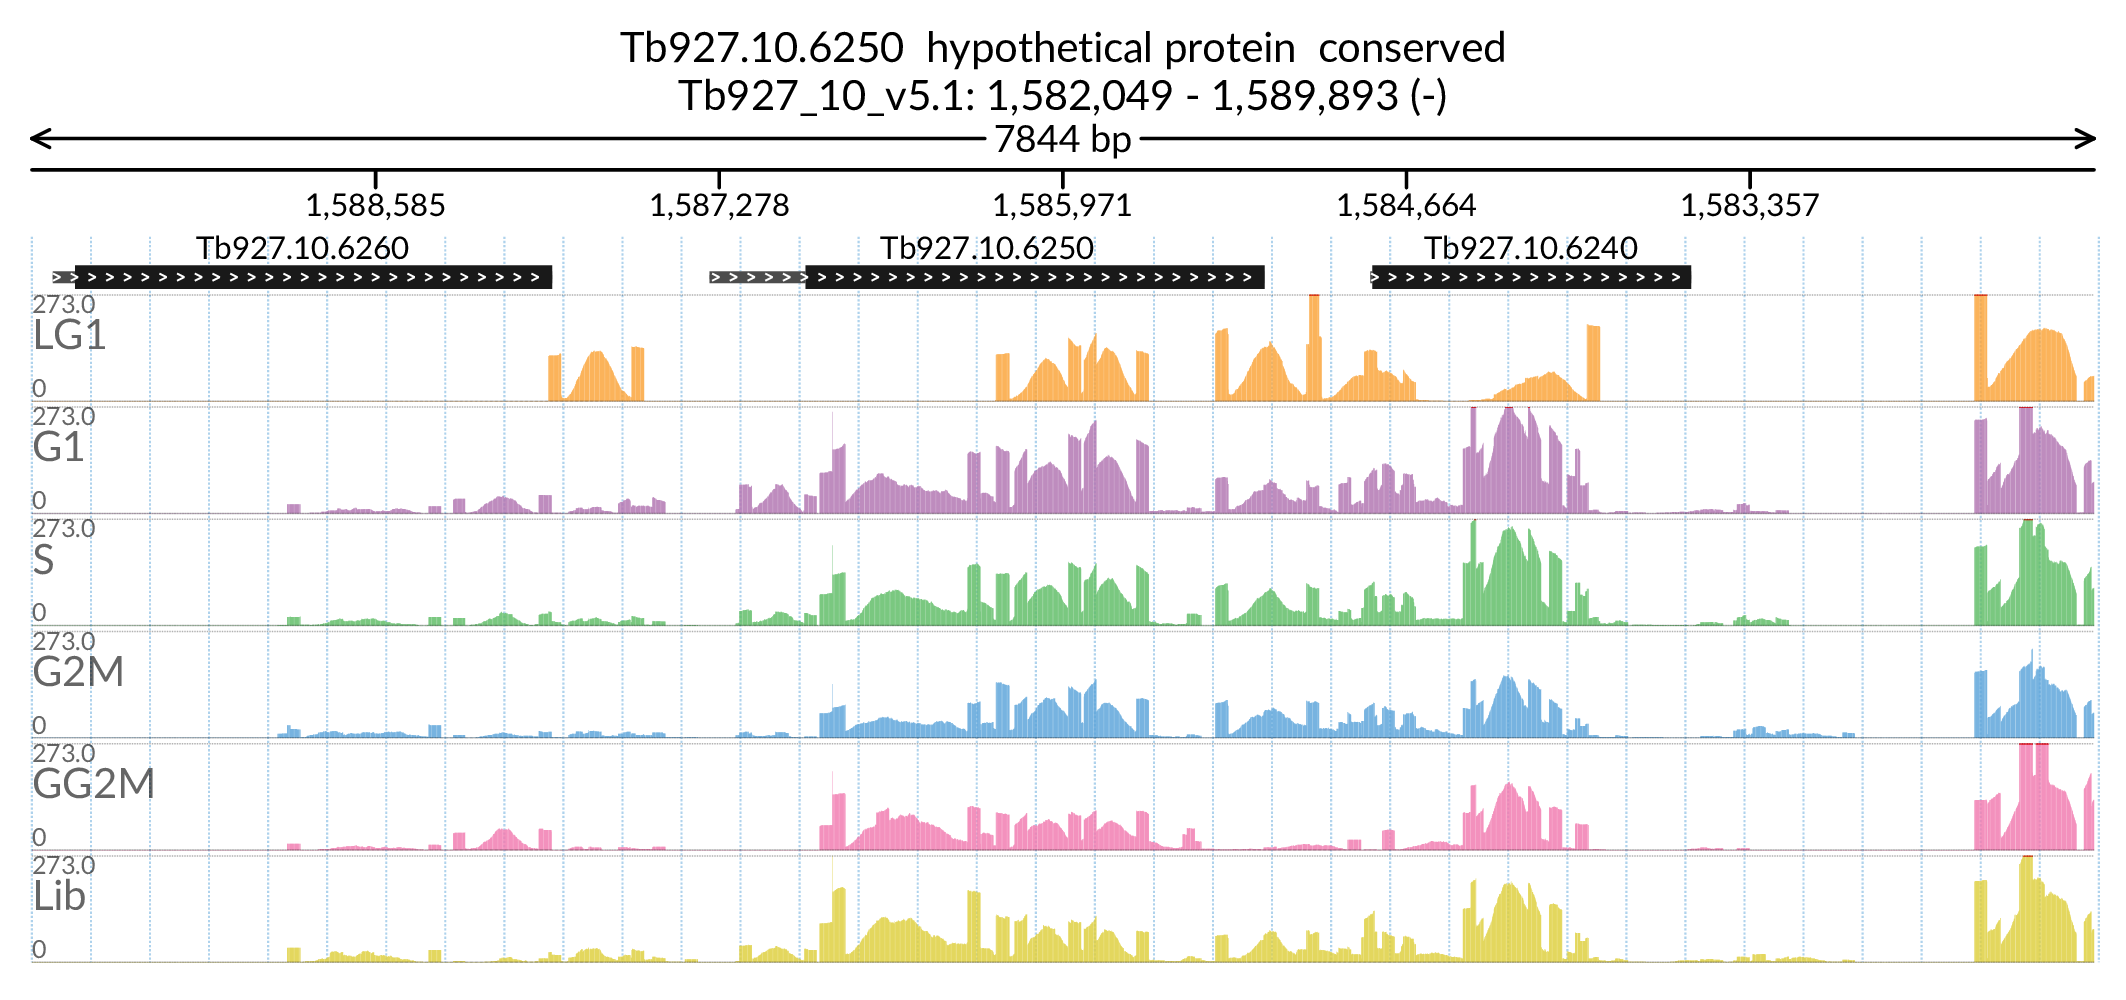 Tb927.10.6250  hypothetical protein  conserved
Tb927_10_v5.1: 1,582,049 - 1,589,893 (-)
7844 bp
1,588,585 1,587,278 1,585,971 1,584,664 1,583,357
Tb927.10.6260 Tb927.10.6250 Tb927.10.6240
273.0
LG1
0
273.0
G1
0
273.0
S
0
273.0
G2M
0
273.0
GG2M
0
273.0
Lib
0